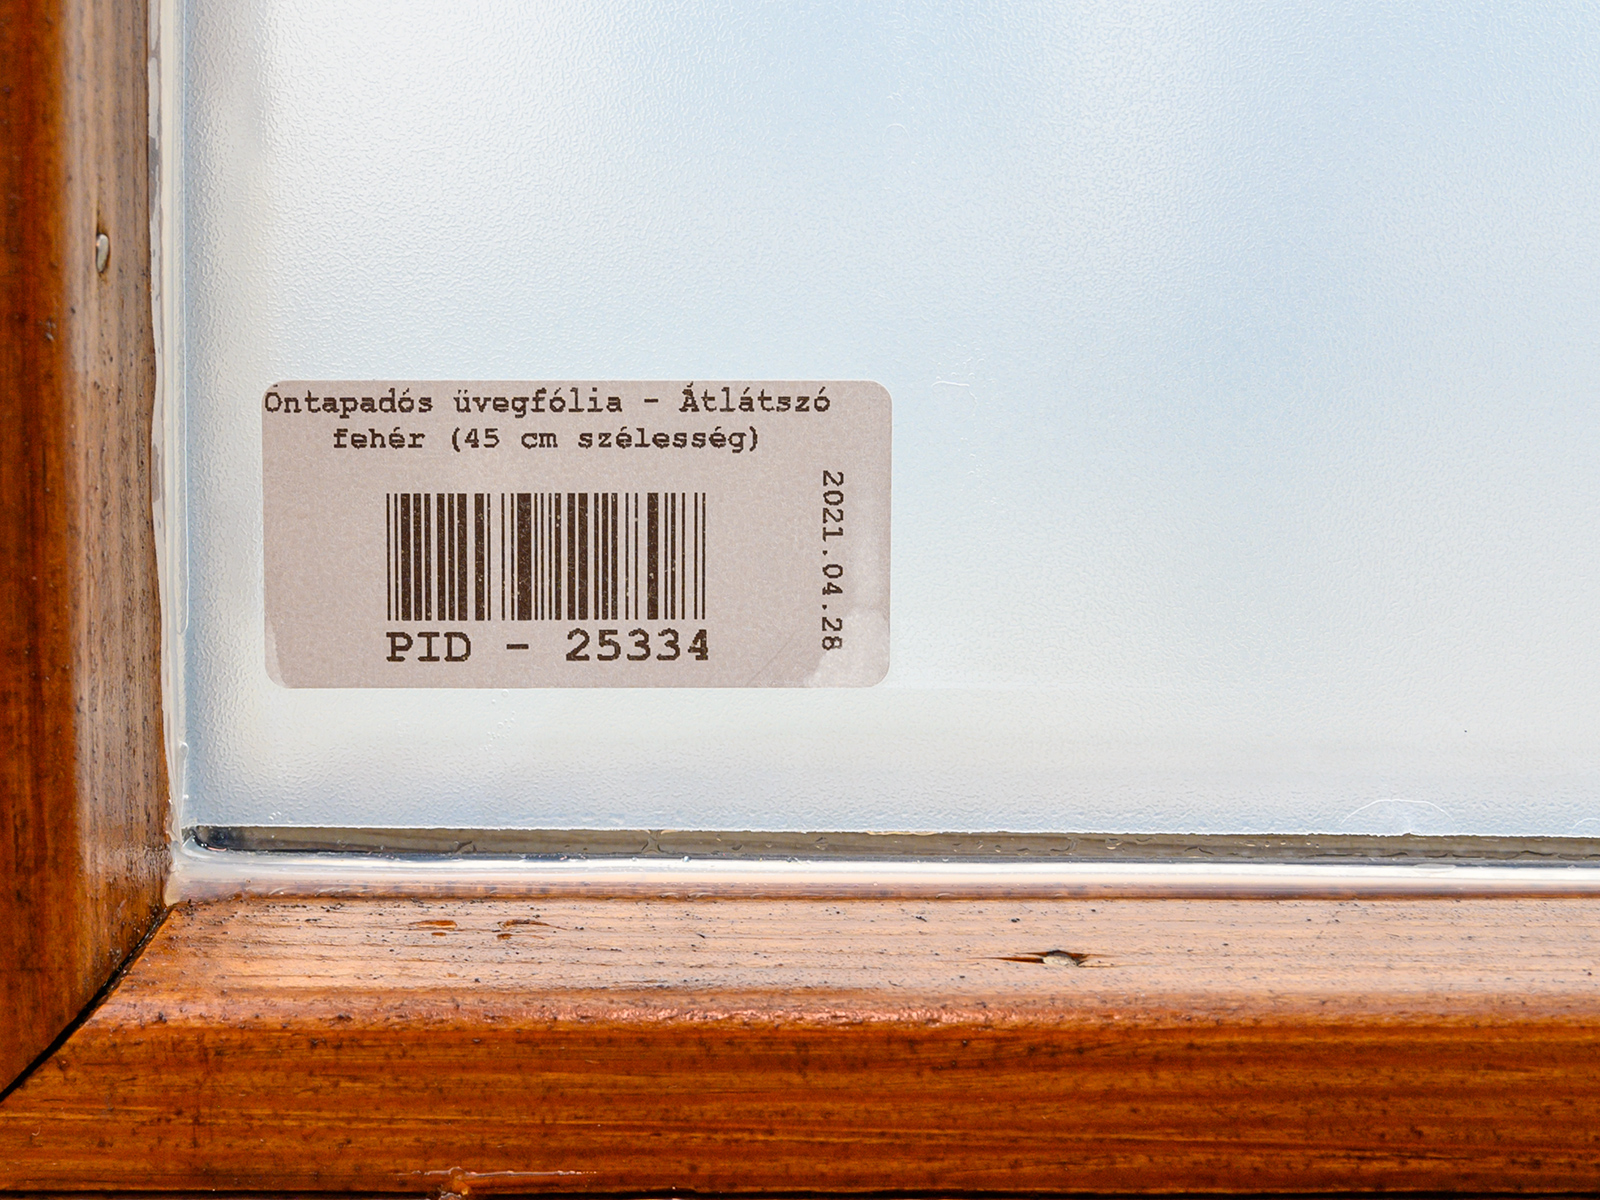 Öntapadós üvegfólia - Átlátszó
fehér (45 cm szélesség)
2021.04.28
PID - 25334